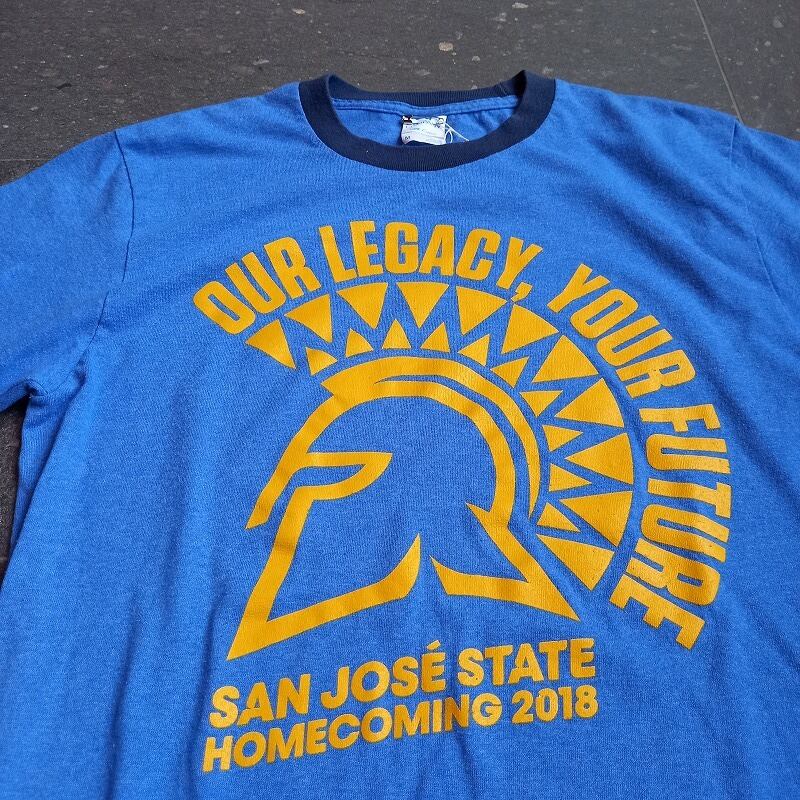 OUR LEGACY, YOUR FUTURE
SAN JOSÉ STATE
HOMECOMING 2018